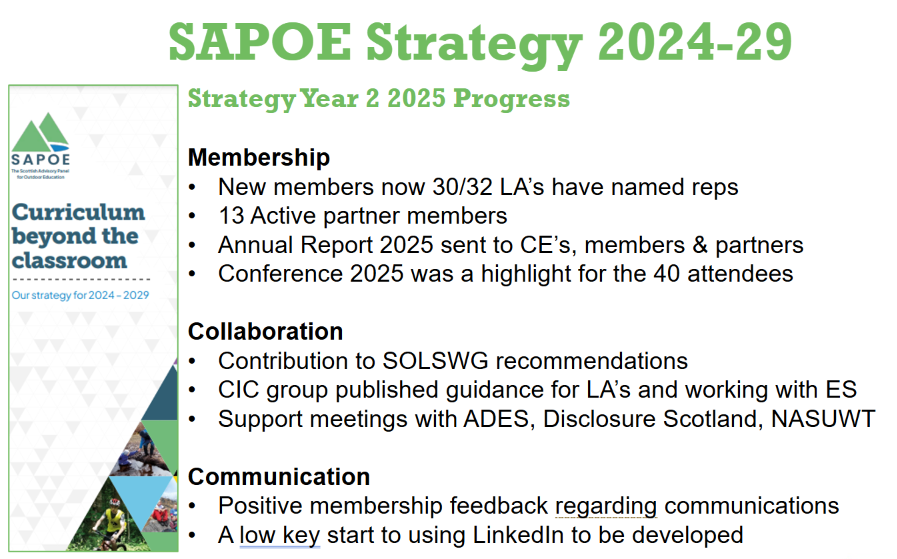 SAPOE Strategy 2024-29
Strategy Year 2 2025 Progress
SAPOE
The Scottish Advisory Panel
for Outdoor Education
Curriculum
beyond the
classroom
Our strategy for 2024 – 2029
Membership
• New members now 30/32 LA's have named reps
• 13 Active partner members
• Annual Report 2025 sent to CE's, members & partners
• Conference 2025 was a highlight for the 40 attendees
Collaboration
• Contribution to SOLSWG recommendations
• CIC group published guidance for LA's and working with ES
• Support meetings with ADES, Disclosure Scotland, NASUWT
Communication
• Positive membership feedback regarding communications
• A low key start to using LinkedIn to be developed